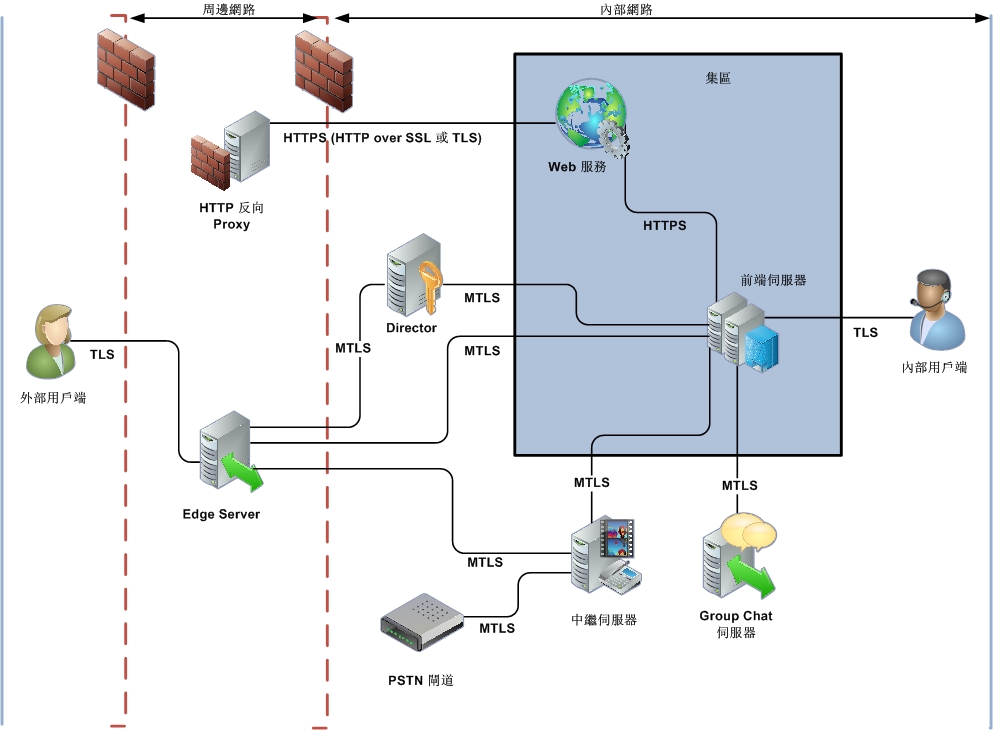 周邊網路
內部網路
集區
HTTPS (HTTP over SSL 或 TLS)
Web 服務
HTTP 反向
Proxy
HTTPS
前端伺服器
MTLS
Director
TLS
MTLS
MTLS
TLS
內部用戶端
外部用戶端
MTLS
MTLS
Edge Server
MTLS
中繼伺服器
Group Chat
伺服器
MTLS
PSTN 閘道